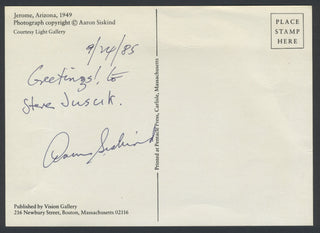 Jerome, Arizona, 1949
Photograph copyright © Aaron Siskind
Courtesy Light Gallery
PLACE
STAMP
HERE
9/24/85
Greetings! to
Steve Juscik.
Aaron Siskind
Printed at Pentacle Press, Carlisle, Massachusetts
Published by Vision Gallery
216 Newbury Street, Boston, Massachusetts 02116